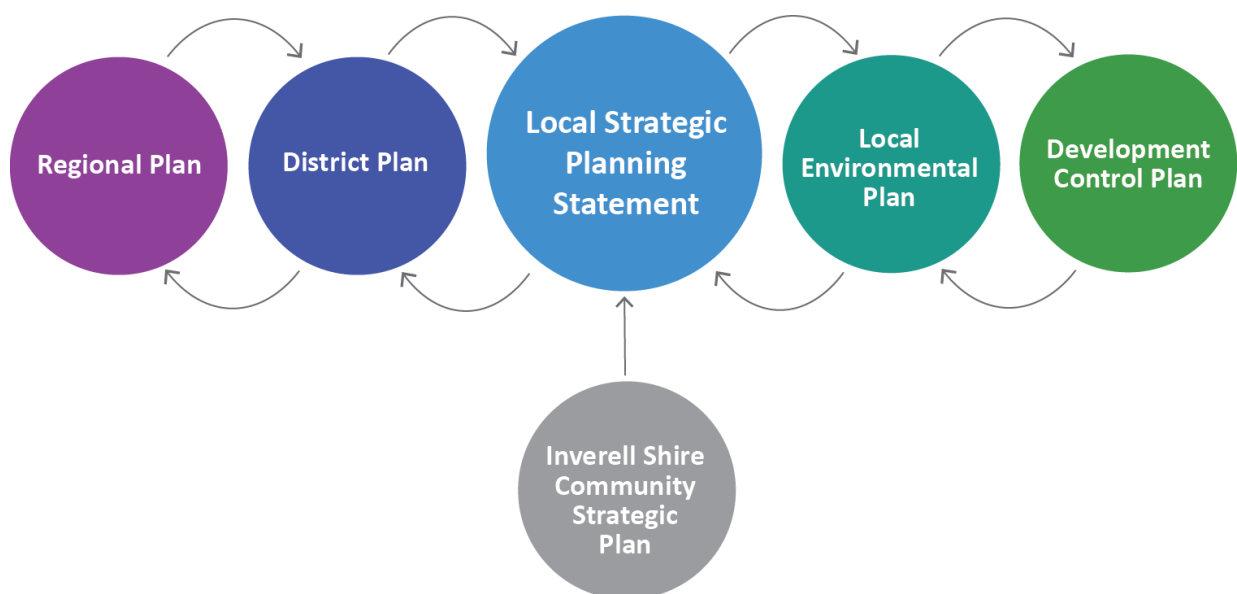 Regional Plan
District Plan
Local Strategic
Planning
Statement
Local
Environmental
Plan
Development
Control Plan
Inverell Shire
Community
Strategic
Plan